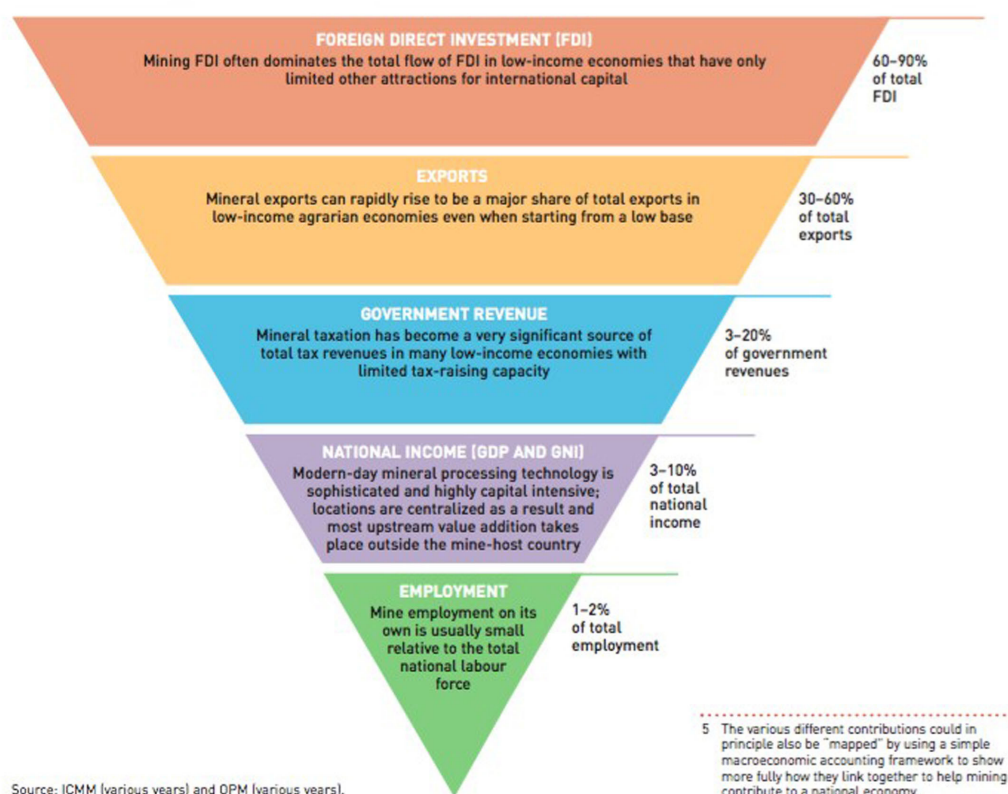 FOREIGN DIRECT INVESTMENT (FDI)
Mining FDI often dominates the total flow of FDI in low-income economies that have only
limited other attractions for international capital
60–90%
of total
FDI
EXPORTS
Mineral exports can rapidly rise to be a major share of total exports in
low-income agrarian economies even when starting from a low base
30–60%
of total
exports
GOVERNMENT REVENUE
Mineral taxation has become a very significant source of
total tax revenues in many low-income economies with
limited tax-raising capacity
3–20%
of government
revenues
NATIONAL INCOME (GDP AND GNI)
Modern-day mineral processing technology is
sophisticated and highly capital intensive;
locations are centralized as a result and
most upstream value addition takes
place outside the mine-host country
3–10%
of total
national
income
EMPLOYMENT
Mine employment on its
own is usually small
relative to the total
national labour
force
1–2%
of total
employment
5 The various different contributions could in
principle also be “mapped” by using a simple
macroeconomic accounting framework to show
more fully how they link together to help mining
contribute to a national economy
Source: ICMM (various years) and OPM (various years).